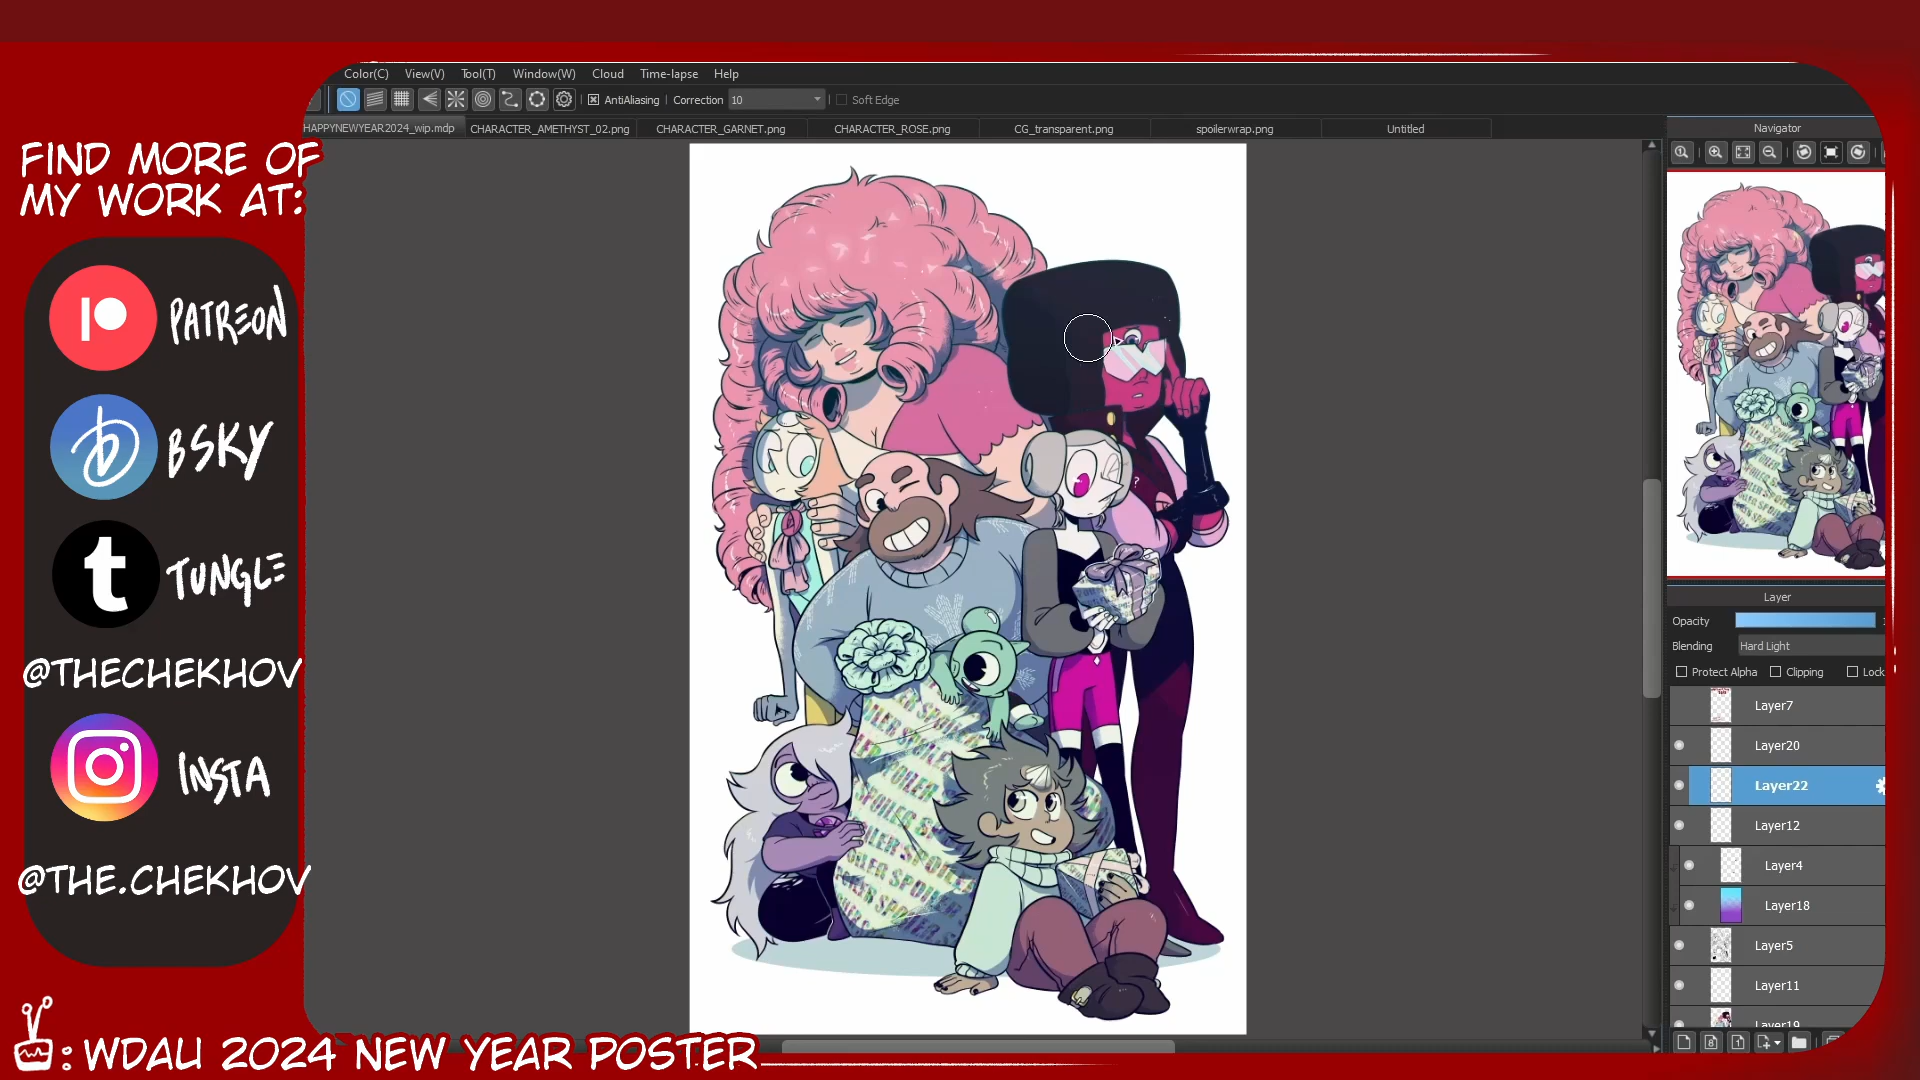 Color(C) View(V) Tool(T) Window(W) Cloud Time-lapse Help
AntiAliasing Correction 10 Soft Edge
HAPPYNEWYEAR2024_wip.mdp CHARACTER_AMETHYST_02.png CHARACTER_GARNET.png CHARACTER_ROSE.png CG_transparent.png spoilerwrap.png Untitled
Navigator
FIND MORE OF
MY WORK AT:
PATREON
BSKY
TUNGLE
@THECHEKHOV
INSTA
@THE.CHEKHOV
Layer
Opacity
Blending Hard Light
Protect Alpha Clipping Lock
Layer7
Layer20
Layer22
Layer12
Layer4
Layer18
Layer5
Layer11
Layer19
: WDAU 2024 NEW YEAR POSTER